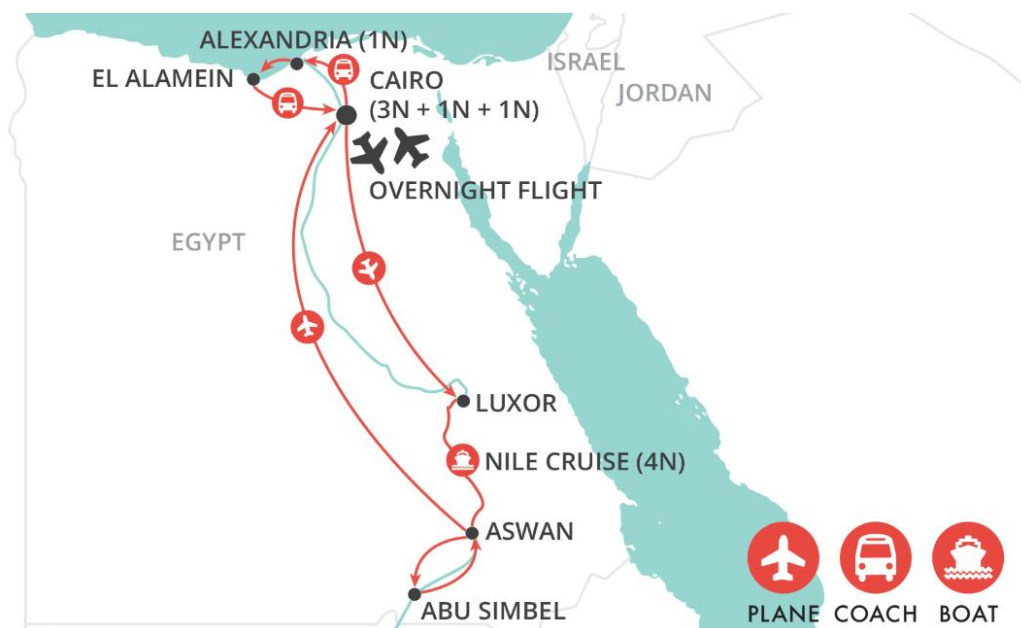 ALEXANDRIA (1N)
EL ALAMEIN
CAIRO
(3N + 1N + 1N)
ISRAEL
JORDAN
OVERNIGHT FLIGHT
EGYPT
LUXOR
NILE CRUISE (4N)
ASWAN
ABU SIMBEL
PLANE COACH BOAT